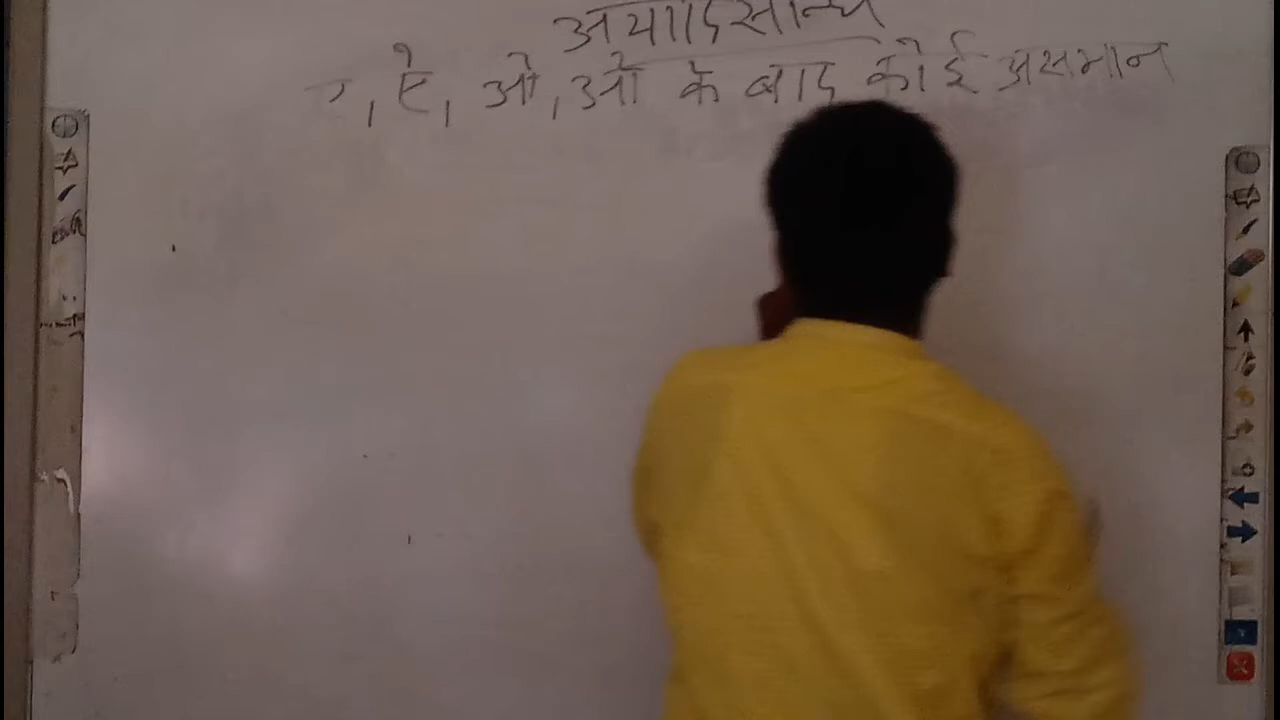 अयादिसन्धि
ए, ऐ, ओ, औ के बाद कोई असमान